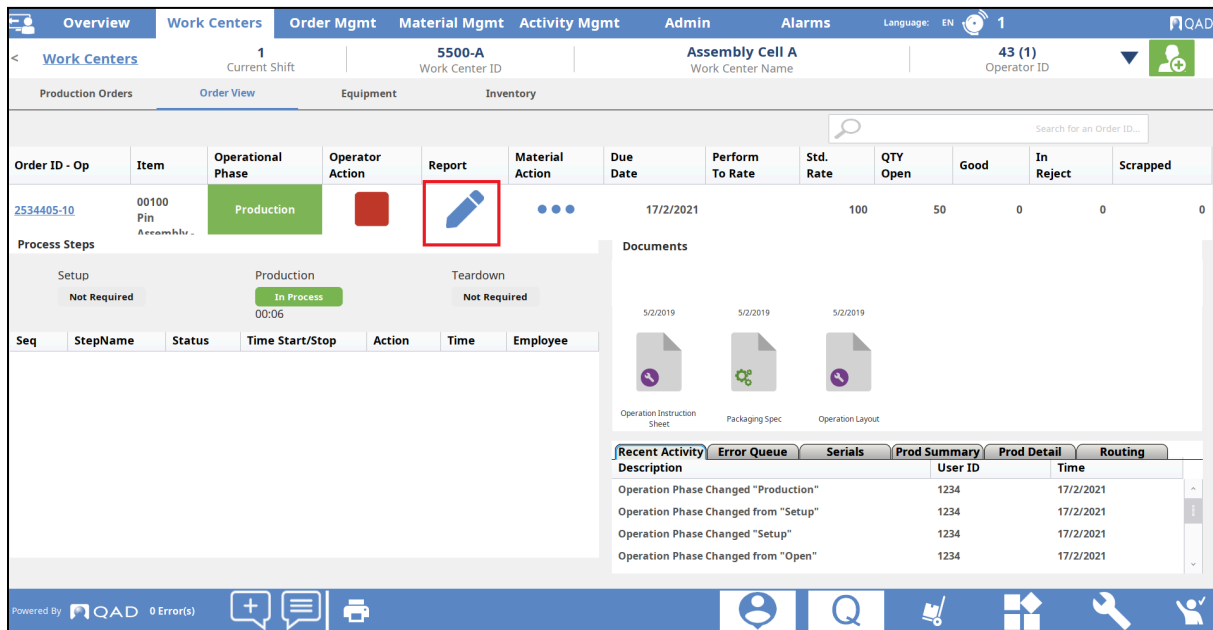 Overview Work Centers Order Mgmt Material Mgmt Activity Mgmt Admin Alarms Language: EN 1 QAD
< Work Centers 1 5500-A Assembly Cell A 43 (1)
Current Shift Work Center ID Work Center Name Operator ID
Production Orders Order View Equipment Inventory
Search for an Order ID...
Order ID - Op Item Operational Phase Operator Action Report Material Action Due Date Perform To Rate Std. Rate QTY Open Good In Reject Scrapped
2534405-10 00100 Production 17/2/2021 100 50 0 0 0
Pin
Assembly -
Process Steps
Setup Production Teardown
Not Required In Process Not Required
00:06
Seq StepName Status Time Start/Stop Action Time Employee
Documents
5/2/2019 5/2/2019 5/2/2019
Operation Instruction Sheet Packaging Spec Operation Layout
Recent Activity Error Queue Serials Prod Summary Prod Detail Routing
Description User ID Time
Operation Phase Changed "Production" 1234 17/2/2021
Operation Phase Changed from "Setup" 1234 17/2/2021
Operation Phase Changed "Setup" 1234 17/2/2021
Operation Phase Changed from "Open" 1234 17/2/2021
Powered By QAD 0 Error(s) Q